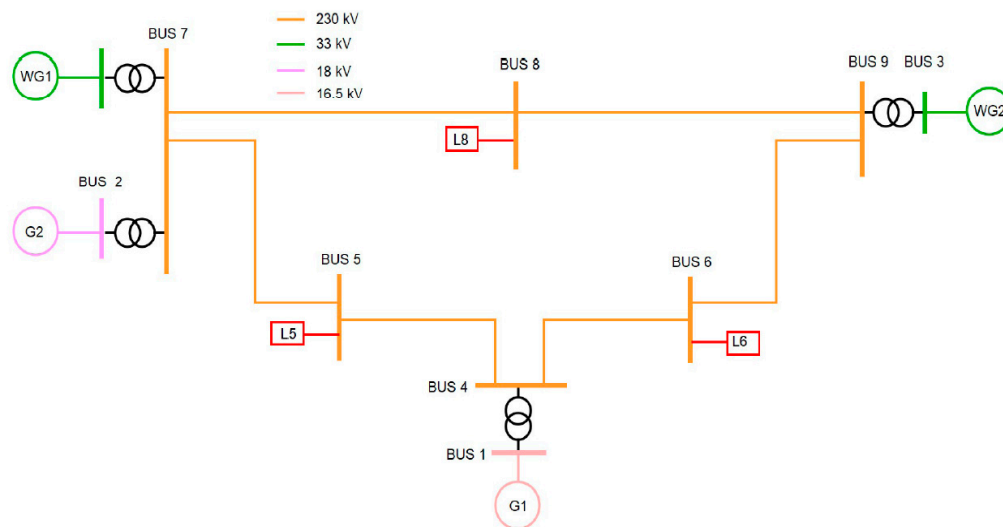 BUS 7
230 kV
33 kV
18 kV
16.5 kV
BUS 8
BUS 9
BUS 3
WG1
WG2
L8
BUS 2
G2
BUS 5
BUS 6
L5
L6
BUS 4
BUS 1
G1